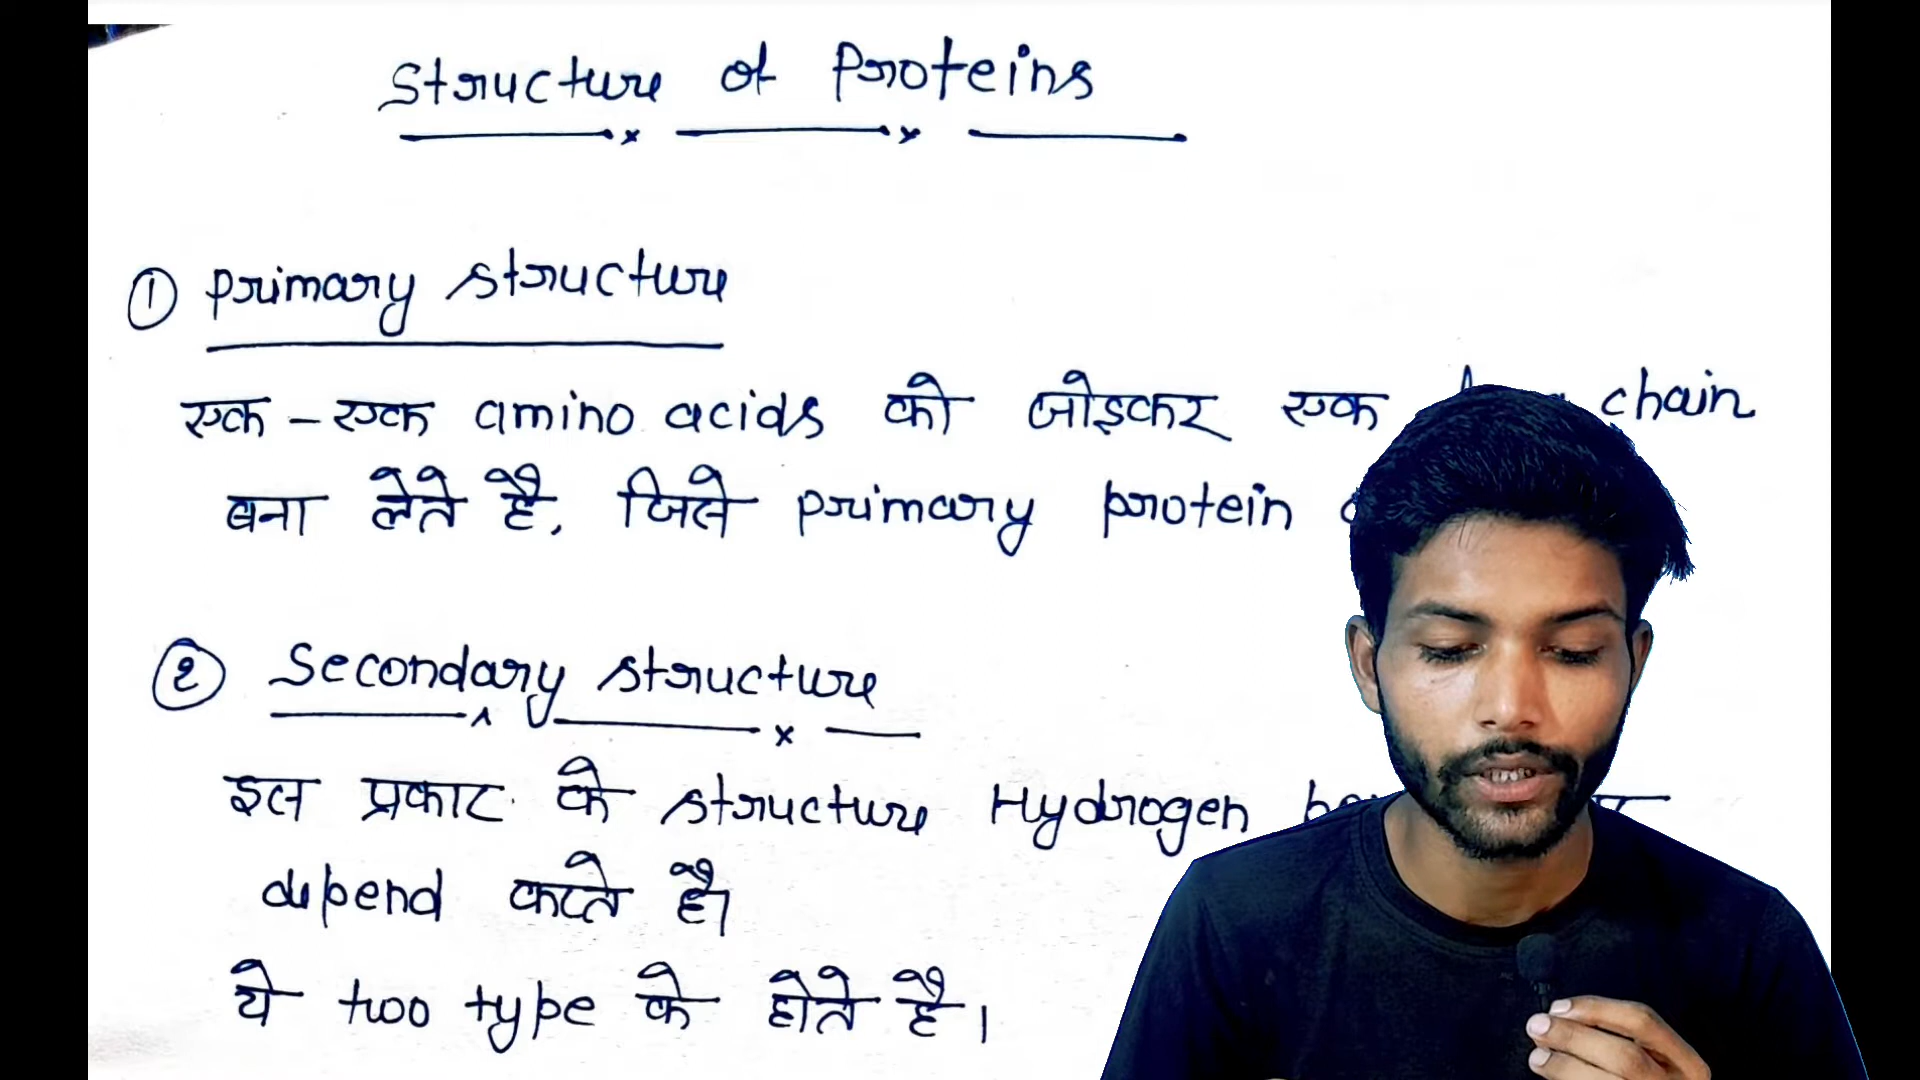 Structure of Proteins
① Primary structure
एक - एक amino acids को जोड़कर एक chain
बना लेते है, जिसे primary protein
② Secondary structure
इस प्रकार के structure Hydrogen
depend करते है।
ये two type के होते है।